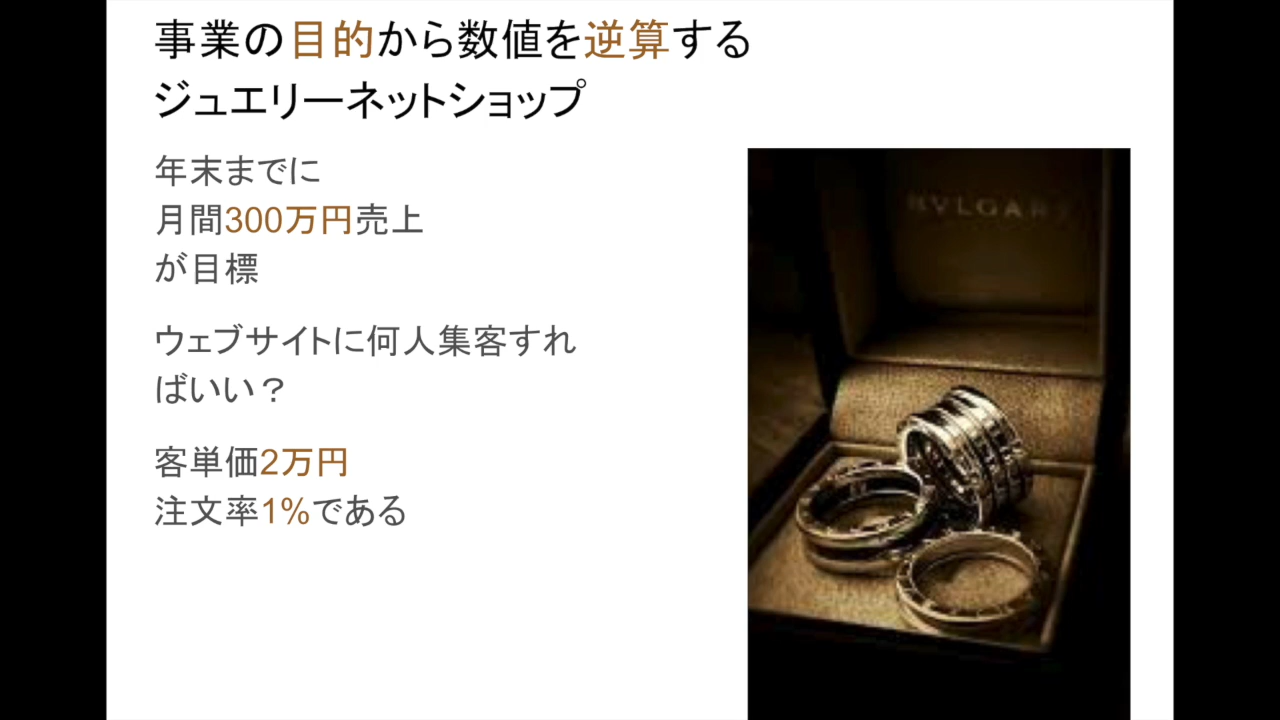 事業の目的から数値を逆算する
ジュエリーネットショップ
年末までに
月間300万円売上
が目標
ウェブサイトに何人集客すれ
ばいい？
客単価2万円
注文率1%である
BVLGARI